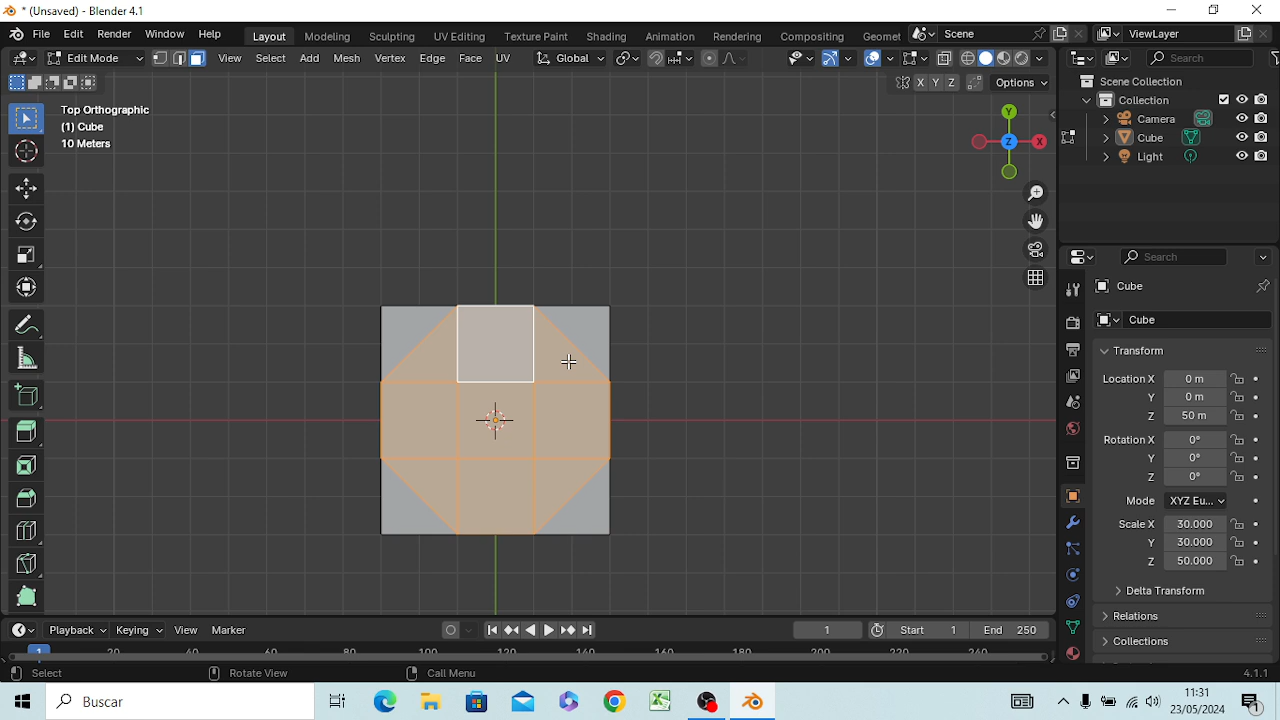 * (Unsaved) - Blender 4.1
File Edit Render Window Help Layout Modeling Sculpting UV Editing Texture Paint Shading Animation Rendering Compositing Geomet Scene ViewLayer
Edit Mode View Select Add Mesh Vertex Edge Face UV Global Search
X Y Z Options
Top Orthographic
(1) Cube
10 Meters
Y
X
Z
Scene Collection
Collection
Camera
Cube
Light
Search
Cube
Cube
Transform
Location X 0 m
Y 0 m
Z 50 m
Rotation X 0°
Y 0°
Z 0°
Mode XYZ Eu...
Scale X 30.000
Y 30.000
Z 50.000
Delta Transform
Relations
Collections
Playback Keying View Marker 1 Start 1 End 250
1 20 40 60 80 100 120 140 160 180 200 220 240
Select Rotate View Call Menu 4.1.1
Buscar
11:31
23/05/2024
1